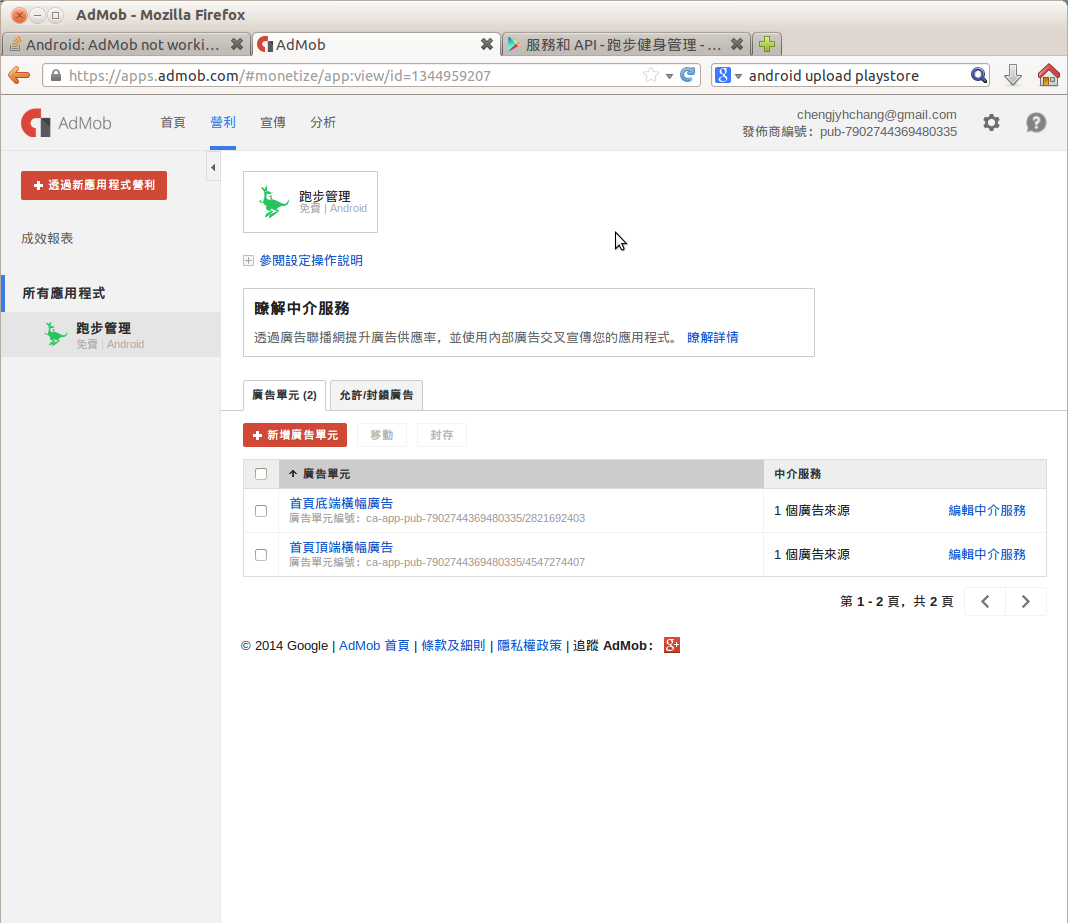 AdMob - Mozilla Firefox
Android: AdMob not worki...
AdMob
服務和 API - 跑步健身管理 - ...
https://apps.admob.com/#monetize/app:view/id=1344959207
android upload playstore
AdMob
首頁
營利
宣傳
分析
chengjyhchang@gmail.com
發佈商編號：pub-7902744369480335
透過新應用程式營利
成效報表
所有應用程式
跑步管理
免費 | Android
跑步管理
免費 | Android
參閱設定操作說明
瞭解中介服務
透過廣告聯播網提升廣告供應率，並使用內部廣告交叉宣傳您的應用程式。 瞭解詳情
廣告單元 (2)
允許/封鎖廣告
新增廣告單元
移動
封存
廣告單元
中介服務
首頁底端橫幅廣告
廣告單元編號：ca-app-pub-7902744369480335/2821692403
1 個廣告來源
編輯中介服務
首頁頂端橫幅廣告
廣告單元編號：ca-app-pub-7902744369480335/4547274407
1 個廣告來源
編輯中介服務
第 1 - 2 頁，共 2 頁
© 2014 Google | AdMob 首頁 | 條款及細則 | 隱私權政策 | 追蹤 AdMob：